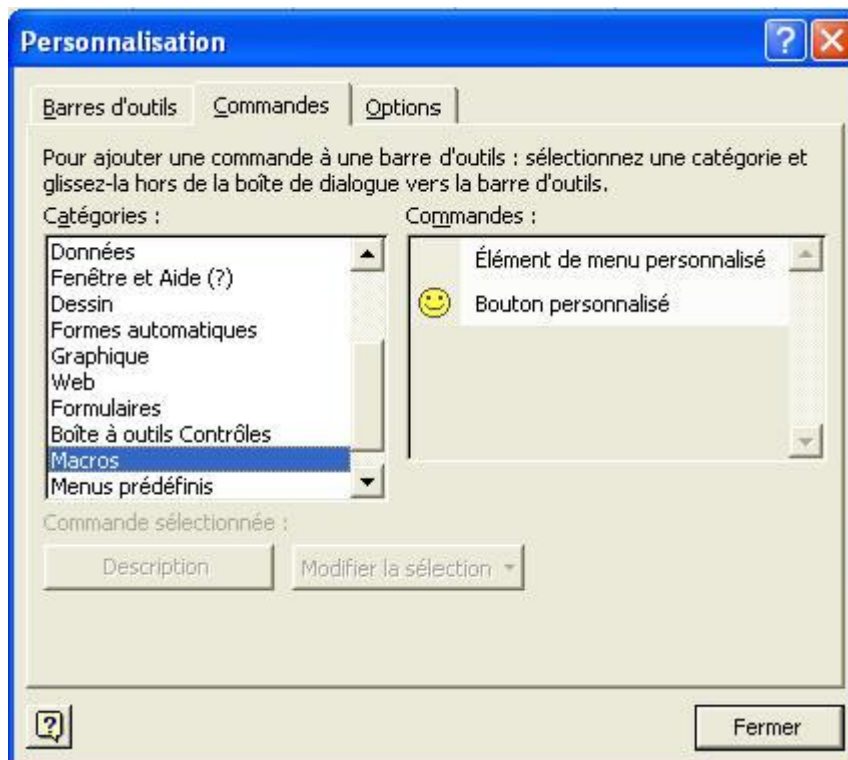 Personnalisation
Barres d'outils
Commandes
Options
Pour ajouter une commande à une barre d'outils : sélectionnez une catégorie et
glissez-la hors de la boîte de dialogue vers la barre d'outils.
Catégories :
Données
Fenêtre et Aide (?)
Dessin
Formes automatiques
Graphique
Web
Formulaires
Boîte à outils Contrôles
Macros
Menus prédéfinis
Commandes :
Élément de menu personnalisé
Bouton personnalisé
Commande sélectionnée :
Description
Modifier la sélection
Fermer